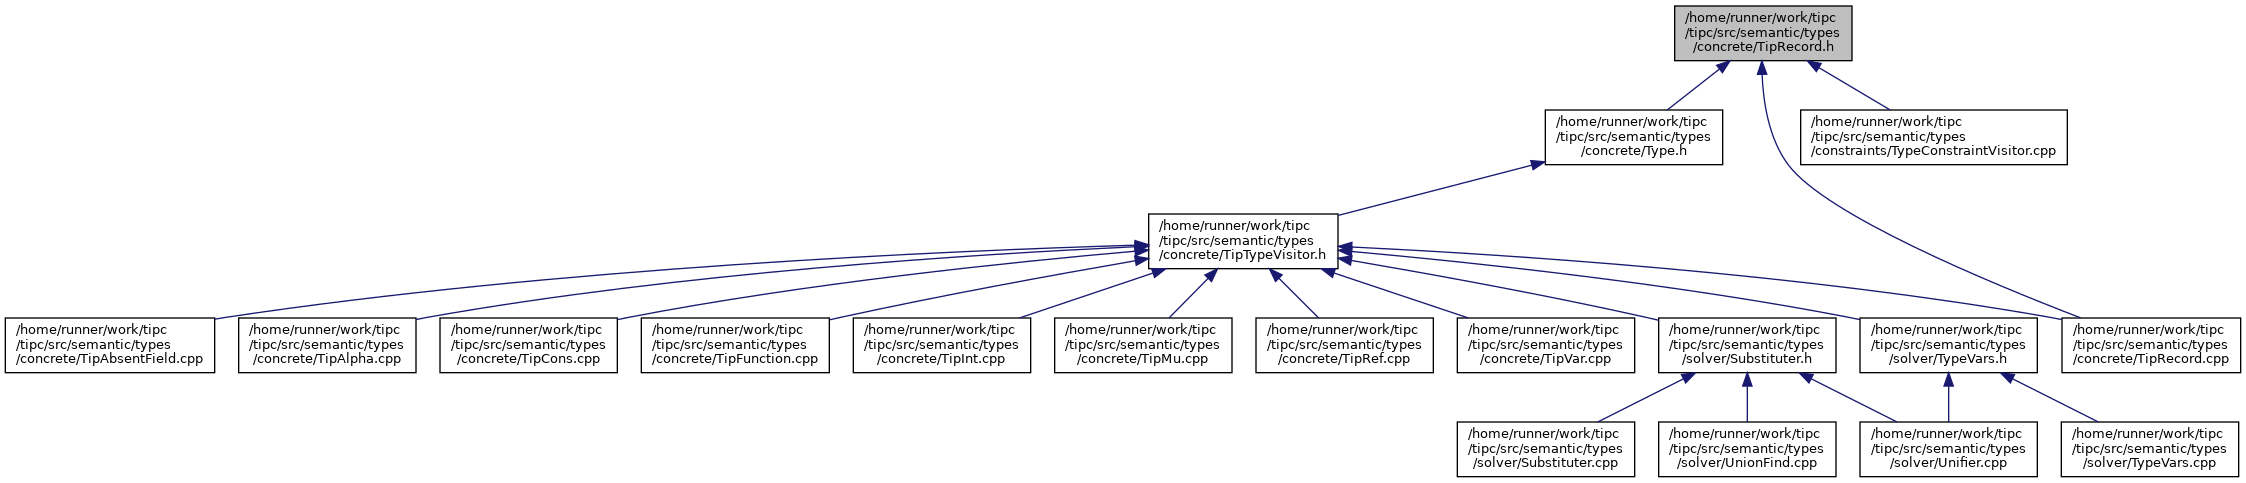 /home/runner/work/tipc
/tipc/src/semantic/types
/concrete/TipRecord.h
/home/runner/work/tipc
/tipc/src/semantic/types
/concrete/Type.h
/home/runner/work/tipc
/tipc/src/semantic/types
/constraints/TypeConstraintVisitor.cpp
/home/runner/work/tipc
/tipc/src/semantic/types
/concrete/TipTypeVisitor.h
/home/runner/work/tipc
/tipc/src/semantic/types
/concrete/TipAbsentField.cpp
/home/runner/work/tipc
/tipc/src/semantic/types
/concrete/TipAlpha.cpp
/home/runner/work/tipc
/tipc/src/semantic/types
/concrete/TipCons.cpp
/home/runner/work/tipc
/tipc/src/semantic/types
/concrete/TipFunction.cpp
/home/runner/work/tipc
/tipc/src/semantic/types
/concrete/TipInt.cpp
/home/runner/work/tipc
/tipc/src/semantic/types
/concrete/TipMu.cpp
/home/runner/work/tipc
/tipc/src/semantic/types
/concrete/TipRef.cpp
/home/runner/work/tipc
/tipc/src/semantic/types
/concrete/TipVar.cpp
/home/runner/work/tipc
/tipc/src/semantic/types
/solver/Substituter.h
/home/runner/work/tipc
/tipc/src/semantic/types
/solver/TypeVars.h
/home/runner/work/tipc
/tipc/src/semantic/types
/concrete/TipRecord.cpp
/home/runner/work/tipc
/tipc/src/semantic/types
/solver/Substituter.cpp
/home/runner/work/tipc
/tipc/src/semantic/types
/solver/UnionFind.cpp
/home/runner/work/tipc
/tipc/src/semantic/types
/solver/Unifier.cpp
/home/runner/work/tipc
/tipc/src/semantic/types
/solver/TypeVars.cpp